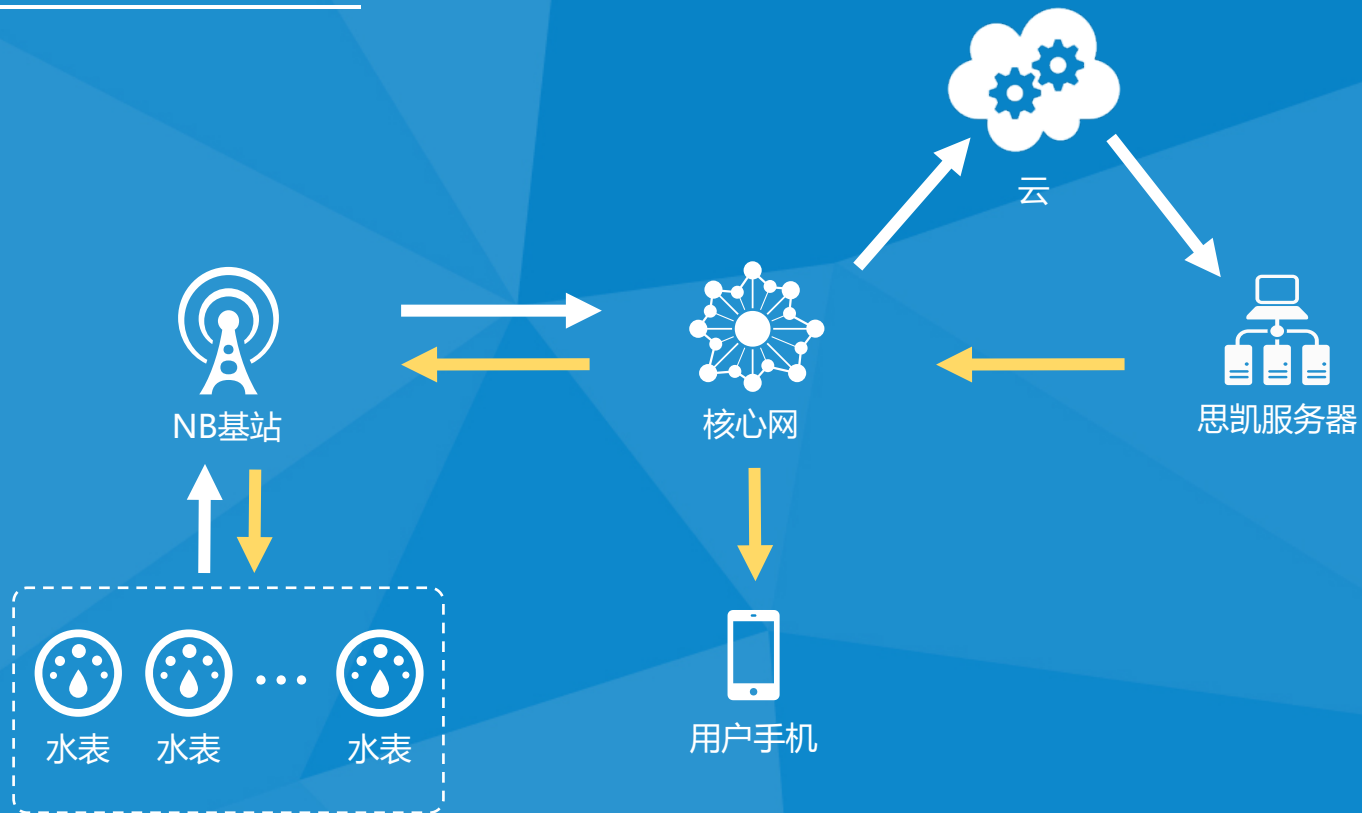 云
NB基站
核心网
思凯服务器
水表 水表 水表
用户手机